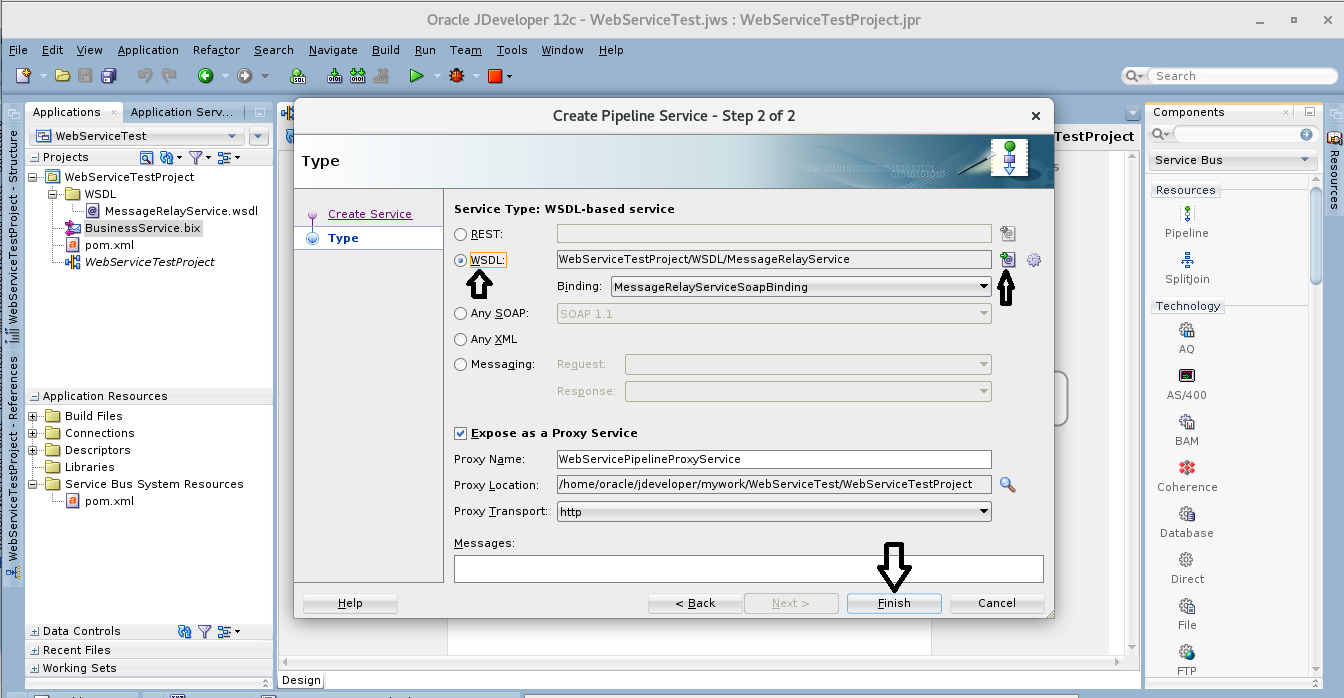 Oracle JDeveloper 12c - WebServiceTest.jws : WebServiceTestProject.jpr
File Edit View Application Refactor Search Navigate Build Run Team Tools Window Help
Search
WebServiceTestProject - Structure
WebServiceTestProject - References
Applications
Application Serv...
WebServiceTest
Projects
WebServiceTestProject
WSDL
MessageRelayService.wsdl
BusinessService.bix
pom.xml
WebServiceTestProject
Application Resources
Build Files
Connections
Descriptors
Libraries
Service Bus System Resources
pom.xml
Data Controls
Recent Files
Working Sets
TestProject
Design
Create Pipeline Service - Step 2 of 2
Type
Create Service
Type
Service Type: WSDL-based service
REST:
WSDL: WebServiceTestProject/WSDL/MessageRelayService
Binding: MessageRelayServiceSoapBinding
Any SOAP: SOAP 1.1
Any XML
Messaging: Request:
Response:
Expose as a Proxy Service
Proxy Name: WebServicePipelineProxyService
Proxy Location: /home/oracle/jdeveloper/mywork/WebServiceTest/WebServiceTestProject
Proxy Transport: http
Messages:
Help < Back Next > Finish Cancel
Components
Service Bus
Resources
Pipeline
SplitJoin
Technology
AQ
AS/400
BAM
Coherence
Database
Direct
File
FTP
Resources